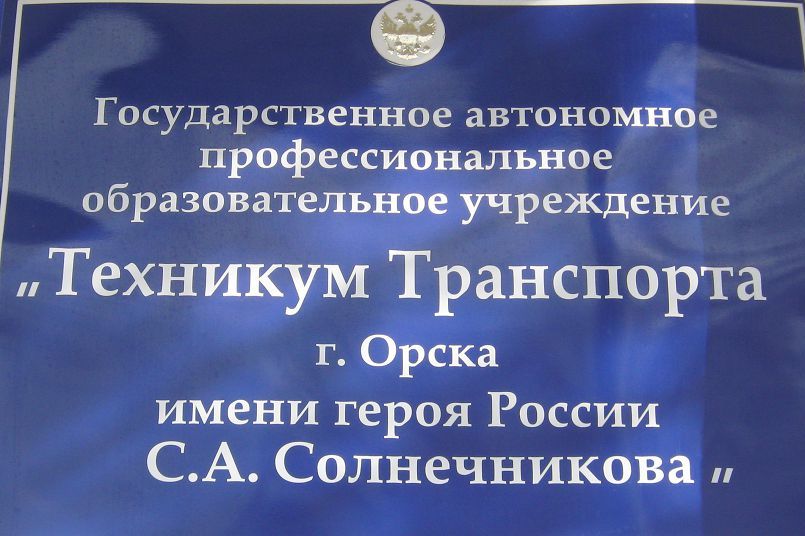 Государственное автономное
профессиональное
образовательное учреждение
„Техникум Транспорта
г. Орска
имени героя России
С.А. Солнечникова„